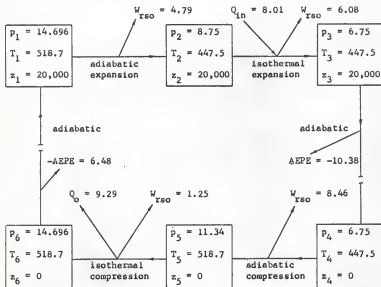 W_rso = 4.79
Q_in = 8.01
W_rso = 6.08
P_1 = 14.696
T_1 = 518.7
z_1 = 20,000
adiabatic
expansion
P_2 = 8.75
T_2 = 447.5
z_2 = 20,000
isothermal
expansion
P_3 = 6.75
T_3 = 447.5
z_3 = 20,000
adiabatic
adiabatic
-AEPE = 6.48
AEPE = -10.38
Q_o = 9.29
W_rso = 1.25
W_rso = 8.46
P_6 = 14.696
T_6 = 518.7
z_6 = 0
isothermal
compression
P_5 = 11.34
T_5 = 518.7
z_5 = 0
adiabatic
compression
P_4 = 6.75
T_4 = 447.5
z_4 = 0